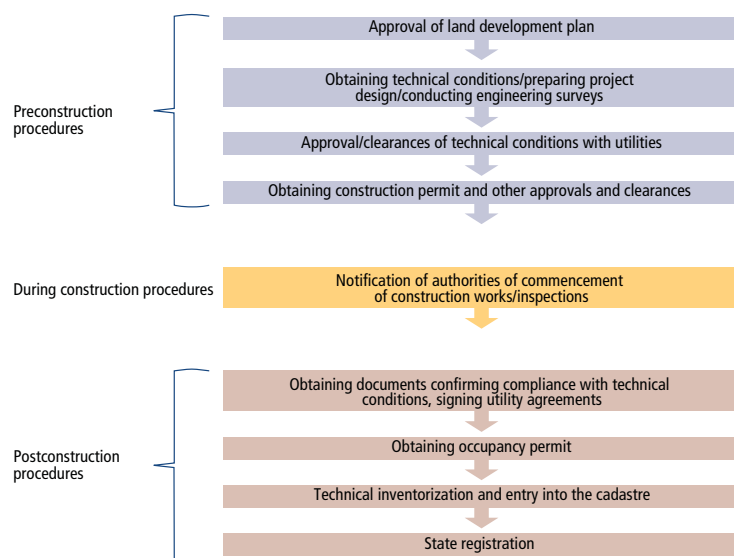 Preconstruction
procedures
Approval of land development plan
Obtaining technical conditions/preparing project
design/conducting engineering surveys
Approval/clearances of technical conditions with utilities
Obtaining construction permit and other approvals and clearances
During construction procedures
Notification of authorities of commencement
of construction works/inspections
Postconstruction
procedures
Obtaining documents confirming compliance with technical
conditions, signing utility agreements
Obtaining occupancy permit
Technical inventorization and entry into the cadastre
State registration